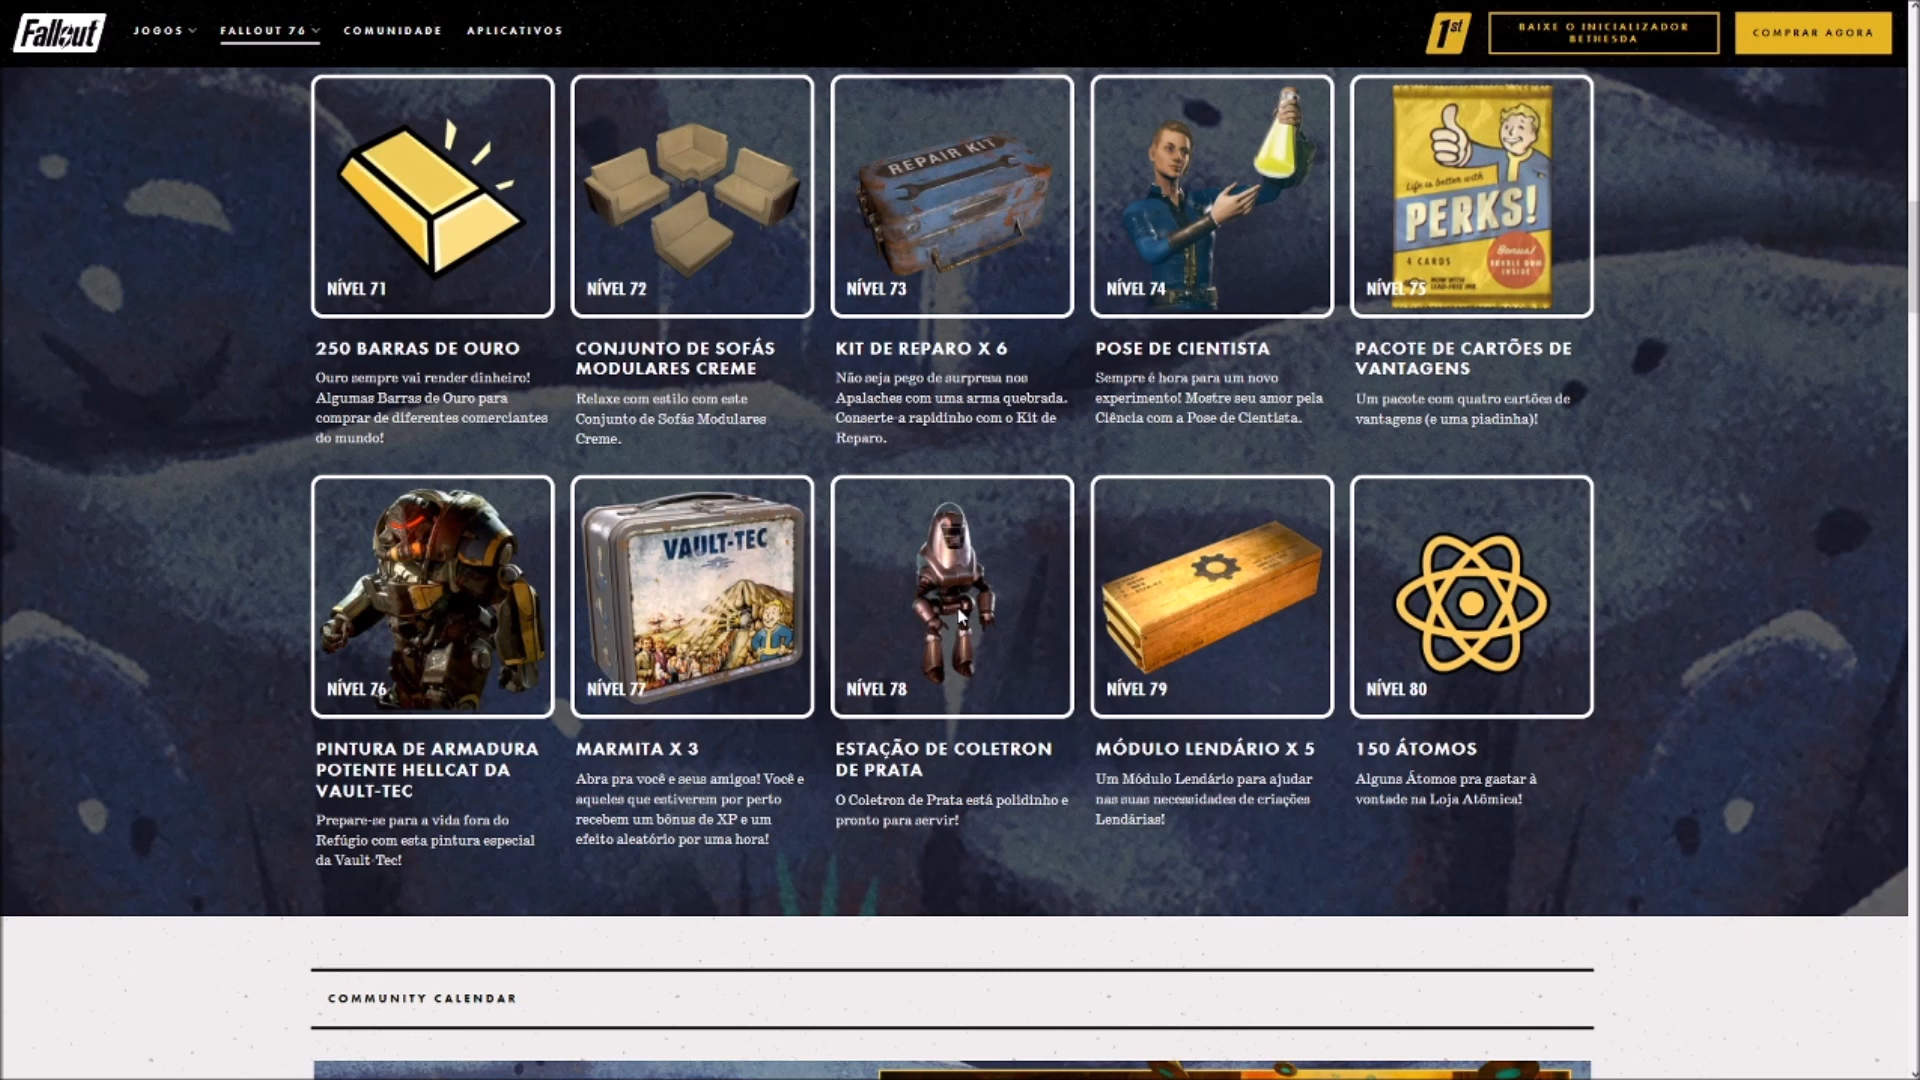 Fallout
JOGOS
FALLOUT 76
COMUNIDADE
APLICATIVOS
1st
BAIXE O INICIALIZADOR
BETHESDA
COMPRAR AGORA
NÍVEL 71
REPAIR KIT
Life is better with
PERKS!
4 CARDS
Bonus!
BUBBLE GUM
INSIDE
NÍVEL 72
NÍVEL 73
NÍVEL 74
NÍVEL 75
250 BARRAS DE OURO
Ouro sempre vai render dinheiro!
Algumas Barras de Ouro para
comprar de diferentes comerciantes
do mundo!
CONJUNTO DE SOFÁS
MODULARES CREME
Relaxe com estilo com este
Conjunto de Sofás Modulares
Creme.
KIT DE REPARO X 6
Não seja pego de surpresa nos
Apalaches com uma arma quebrada.
Conserte-a rapidinho com o Kit de
Reparo.
POSE DE CIENTISTA
Sempre é hora para um novo
experimento! Mostre seu amor pela
Ciência com a Pose de Cientista.
PACOTE DE CARTÕES DE
VANTAGENS
Um pacote com quatro cartões de
vantagens (e uma piadinha)!
VAULT-TEC
NÍVEL 76
NÍVEL 77
NÍVEL 78
NÍVEL 79
NÍVEL 80
PINTURA DE ARMADURA
POTENTE HELLCAT DA
VAULT-TEC
Prepare-se para a vida fora do
Refúgio com esta pintura especial
da Vault-Tec!
MARMITA X 3
Abra pra você e seus amigos! Você e
aqueles que estiverem por perto
recebem um bônus de XP e um
efeito aleatório por uma hora!
ESTAÇÃO DE COLETRON
DE PRATA
O Coletron de Prata está polidinho e
pronto para servir!
MÓDULO LENDÁRIO X 5
Um Módulo Lendário para ajudar
nas suas necessidades de criações
Lendárias!
150 ÁTOMOS
Alguns Átomos pra gastar à
vontade na Loja Atômica!
COMMUNITY CALENDAR